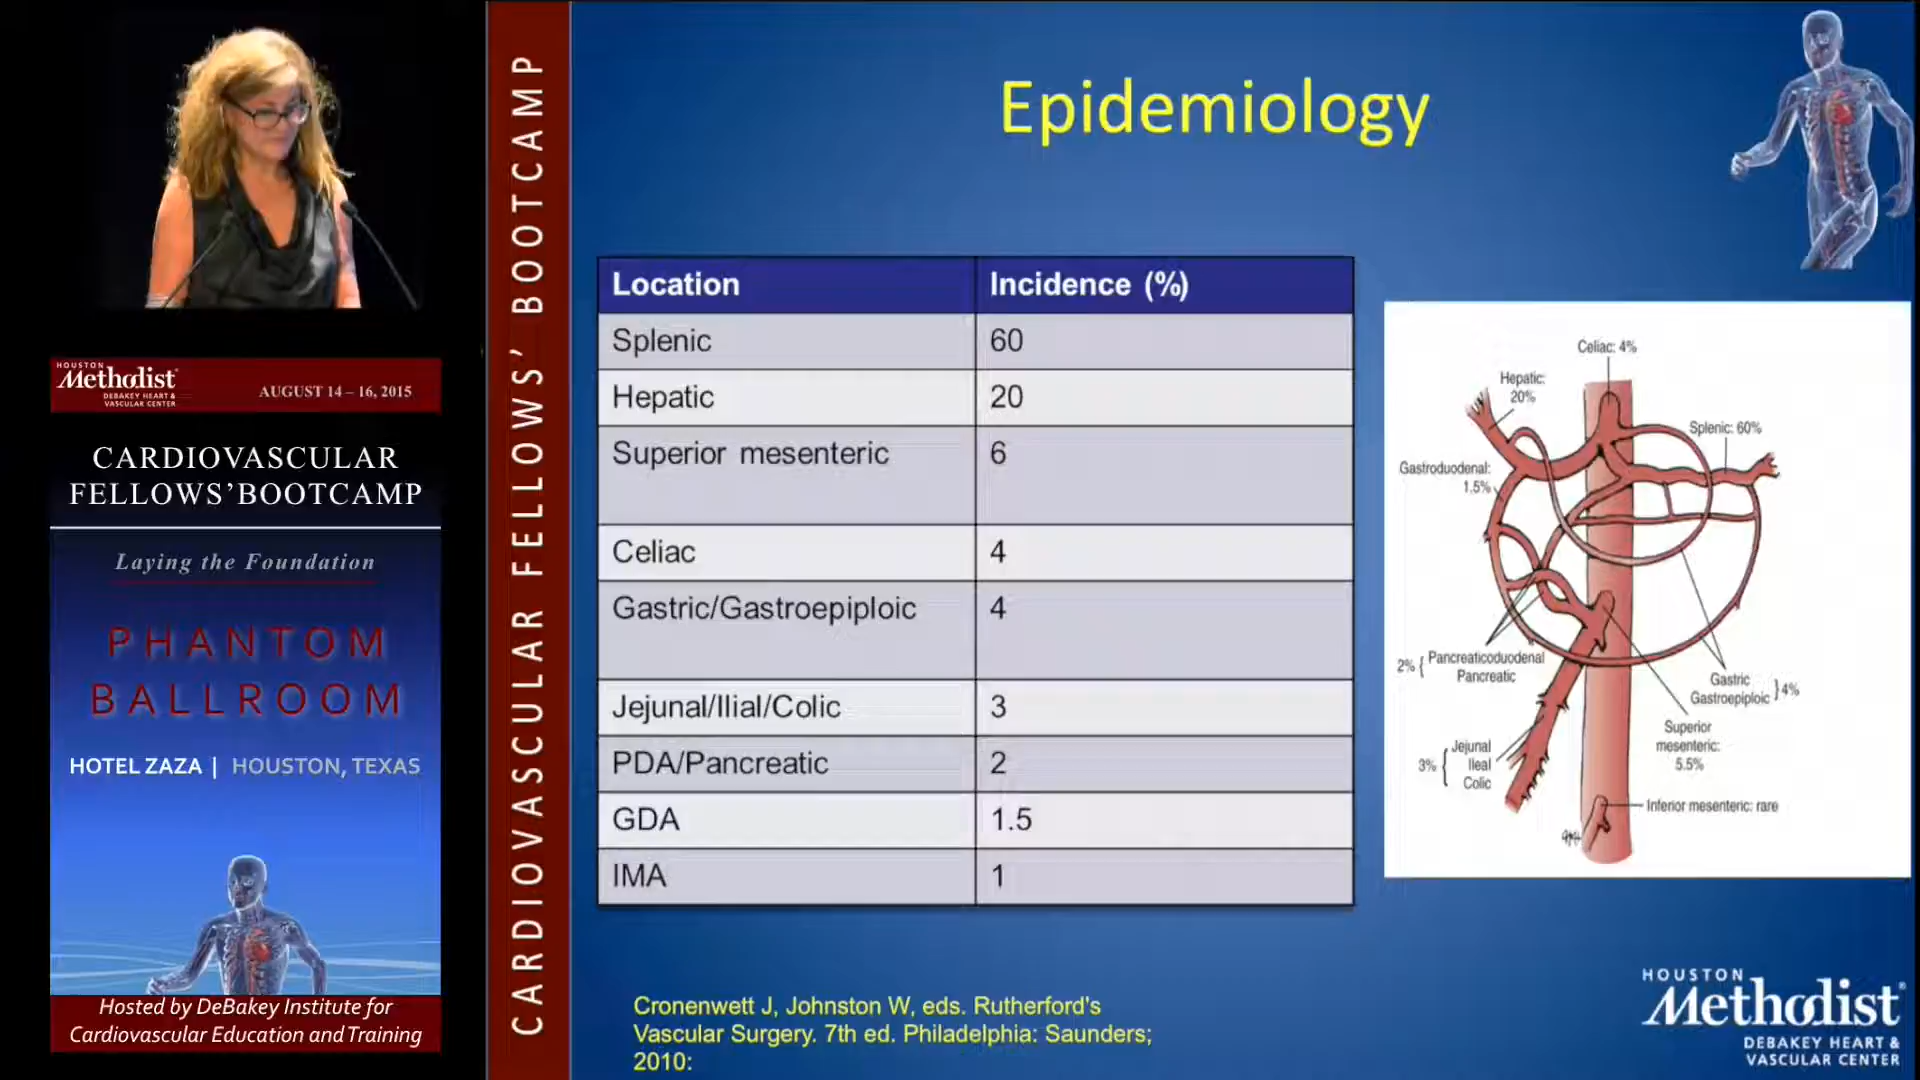 HOUSTON
Methodist
DEBAKEY HEART &
VASCULAR CENTER
AUGUST 14 – 16, 2015
CARDIOVASCULAR
FELLOWS’BOOTCAMP
Laying the Foundation
PHANTOM
BALLROOM
HOTEL ZAZA | HOUSTON, TEXAS
Hosted by DeBakey Institute for
Cardiovascular Education and Training
CARDIOVASCULAR FELLOWS’ BOOTCAMP
Epidemiology
Location Incidence (%)
Splenic 60
Hepatic 20
Superior mesenteric 6
Celiac 4
Gastric/Gastroepiploic 4
Jejunal/Ilial/Colic 3
PDA/Pancreatic 2
GDA 1.5
IMA 1
Celiac: 4%
Hepatic:
20%
Splenic: 60%
Gastroduodenal:
1.5%
2% { Pancreaticoduodenal
Pancreatic
Gastric
Gastroepiploic } 4%
Superior
mesenteric:
5.5%
3% { Jejunal
Ileal
Colic
Inferior mesenteric: rare
Cronenwett J, Johnston W, eds. Rutherford's
Vascular Surgery. 7th ed. Philadelphia: Saunders;
2010:
HOUSTON
Methodist
DEBAKEY HEART &
VASCULAR CENTER